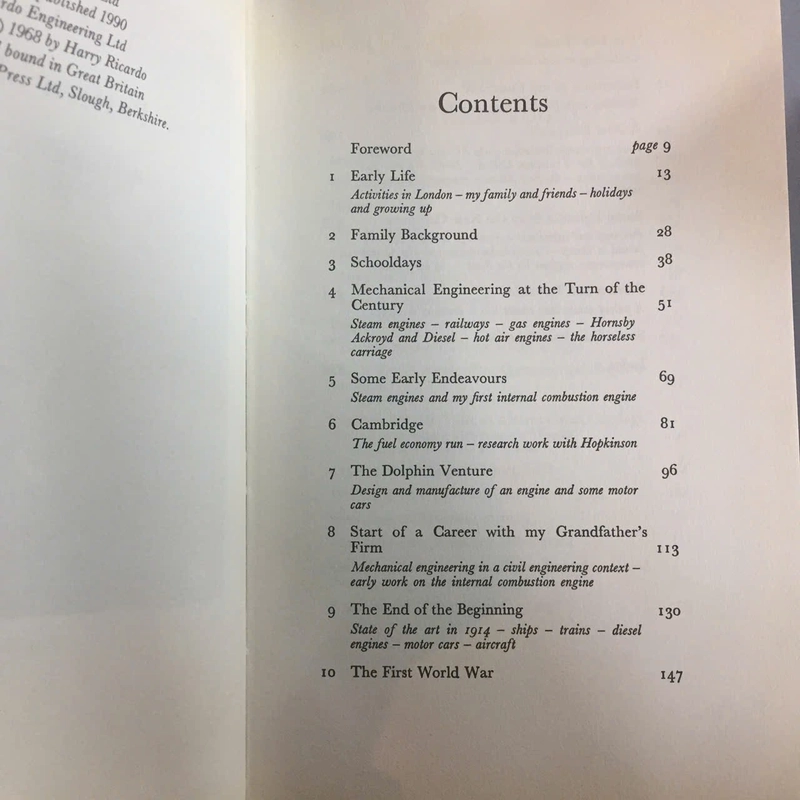 published 1990
Engineering Ltd
1968 by Harry Ricardo
bound in Great Britain
Press Ltd, Slough, Berkshire.
Contents
Foreword page 9
1 Early Life 13
Activities in London – my family and friends – holidays
and growing up
2 Family Background 28
3 Schooldays 38
4 Mechanical Engineering at the Turn of the
Century 51
Steam engines – railways – gas engines – Hornsby
Ackroyd and Diesel – hot air engines – the horseless
carriage
5 Some Early Endeavours 69
Steam engines and my first internal combustion engine
6 Cambridge 81
The fuel economy run – research work with Hopkinson
7 The Dolphin Venture 96
Design and manufacture of an engine and some motor
cars
8 Start of a Career with my Grandfather's
Firm 113
Mechanical engineering in a civil engineering context –
early work on the internal combustion engine
9 The End of the Beginning 130
State of the art in 1914 – ships – trains – diesel
engines – motor cars – aircraft
10 The First World War 147